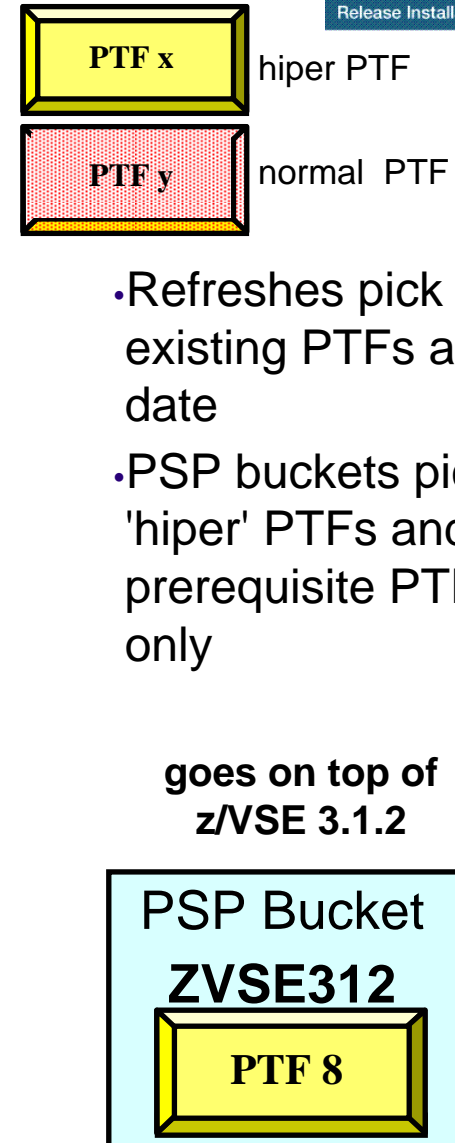 Release Install
PTF x
hiper PTF
PTF y
normal PTF
•Refreshes pick
existing PTFs a
date
•PSP buckets pic
'hiper' PTFs and
prerequisite PTF
only
goes on top of
z/VSE 3.1.2
PSP Bucket
ZVSE312
PTF 8